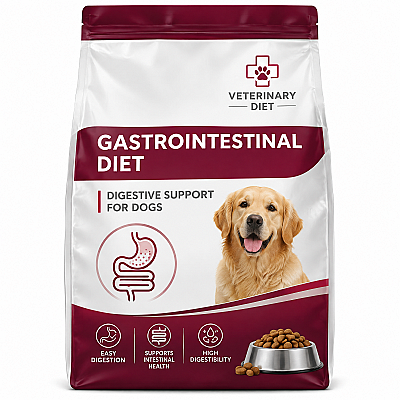 VETERINARY
DIET
GASTROINTESTINAL
DIET
DIGESTIVE SUPPORT
FOR DOGS
EASY
DIGESTION
SUPPORTS
INTESTINAL
HEALTH
HIGH
DIGESTIBILITY